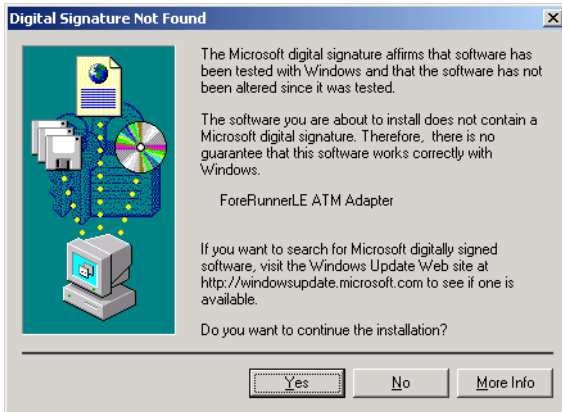 Digital Signature Not Found
The Microsoft digital signature affirms that software has
been tested with Windows and that the software has not
been altered since it was tested.
The software you are about to install does not contain a
Microsoft digital signature. Therefore, there is no
guarantee that this software works correctly with
Windows.
ForeRunnerLE ATM Adapter
If you want to search for Microsoft digitally signed
software, visit the Windows Update Web site at
http://windowsupdate.microsoft.com to see if one is
available.
Do you want to continue the installation?
Yes
No
More Info